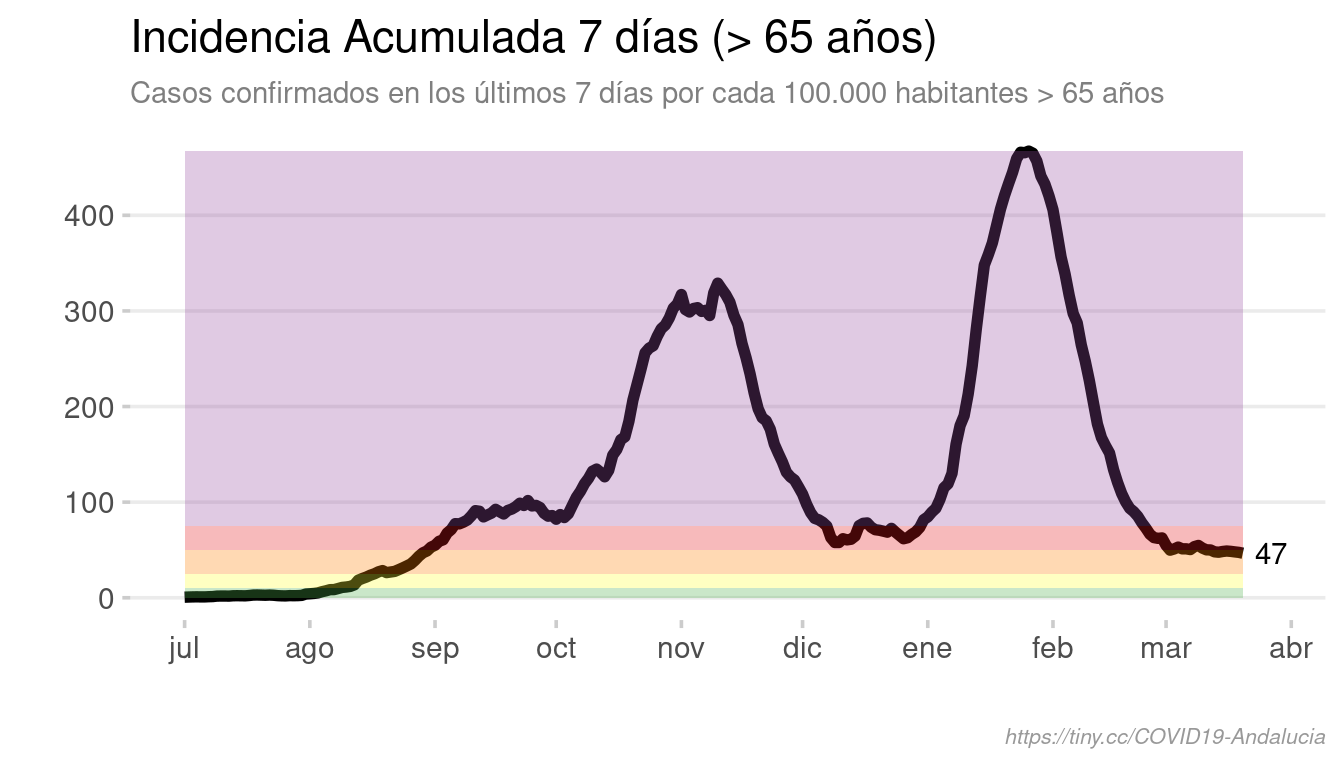 Incidencia Acumulada 7 días (> 65 años)
Casos confirmados en los últimos 7 días por cada 100.000 habitantes > 65 años
400
300
200
100
0
47
jul ago sep oct nov dic ene feb mar abr
https://tiny.cc/COVID19-Andalucia